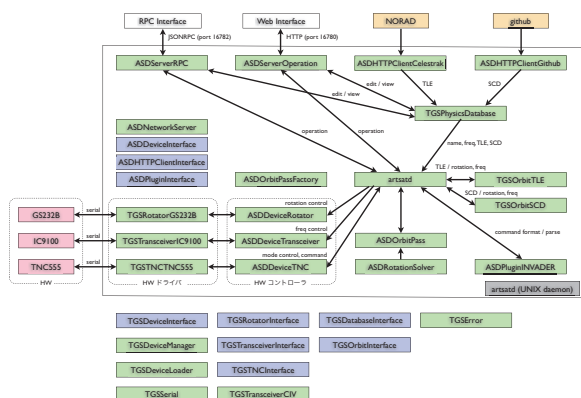 RPC Interface
Web Interface
NORAD
github
JSONRPC (port 16782)
HTTP (port 16780)
ASDServerRPC
ASDServerOperation
ASDHTTPClientCelestrak
ASDHTTPClientGithub
edit / view
TLE
SCD
edit / view
TGSPhysicsDatabase
ASDNetworkServer
operation
operation
name, freq, TLE, SCD
ASDDeviceInterface
ASDHTTPClientInterface
TLE / rotation, freq
ASDPluginInterface
ASDOrbitPassFactory
artsatd
TGSOrbitTLE
SCD / rotation, freq
rotation control
TGSOrbitSCD
GS232B
serial
TGSRotatorGS232B
ASDDeviceRotator
freq control
command format / parse
IC9100
serial
TGSTransceiverIC9100
ASDDeviceTransceiver
ASDOrbitPass
mode control, command
TNC555
serial
TGSTNCTNC555
ASDDeviceTNC
ASDRotationSolver
ASDPluginINVADER
HW
HW ドライバ
HW コントローラ
artsatd (UNIX daemon)
TGSDeviceInterface
TGSRotatorInterface
TGSDatabaseInterface
TGSError
TGSDeviceManager
TGSTransceiverInterface
TGSOrbitInterface
TGSDeviceLoader
TGSTNCInterface
TGSSerial
TGSTransceiverCIV